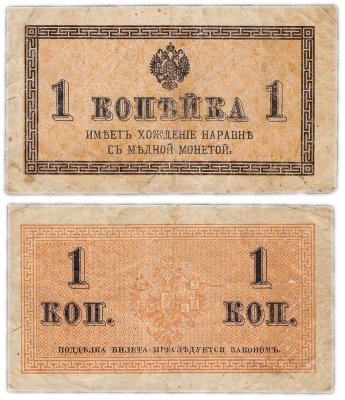 1 КОПѢЙКА 1
ИМѢЕТЪ ХОЖДЕНІЕ НАРАВНѢ
СЪ МѢДНОЙ МОНЕТОЙ.
1 1
КОП. КОП.
ПОДДѢЛКА БИЛЕТА ПРЕСЛѢДУЕТСЯ ЗАКОНОМЪ.